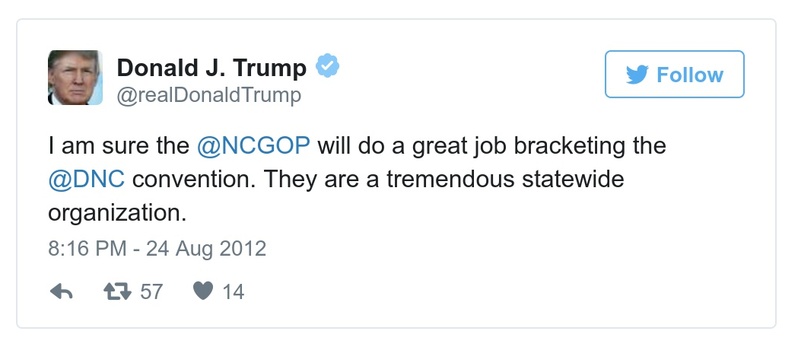 Donald J. Trump
@realDonaldTrump
Follow
I am sure the @NCGOP will do a great job bracketing the
@DNC convention. They are a tremendous statewide
organization.
8:16 PM - 24 Aug 2012
57 14